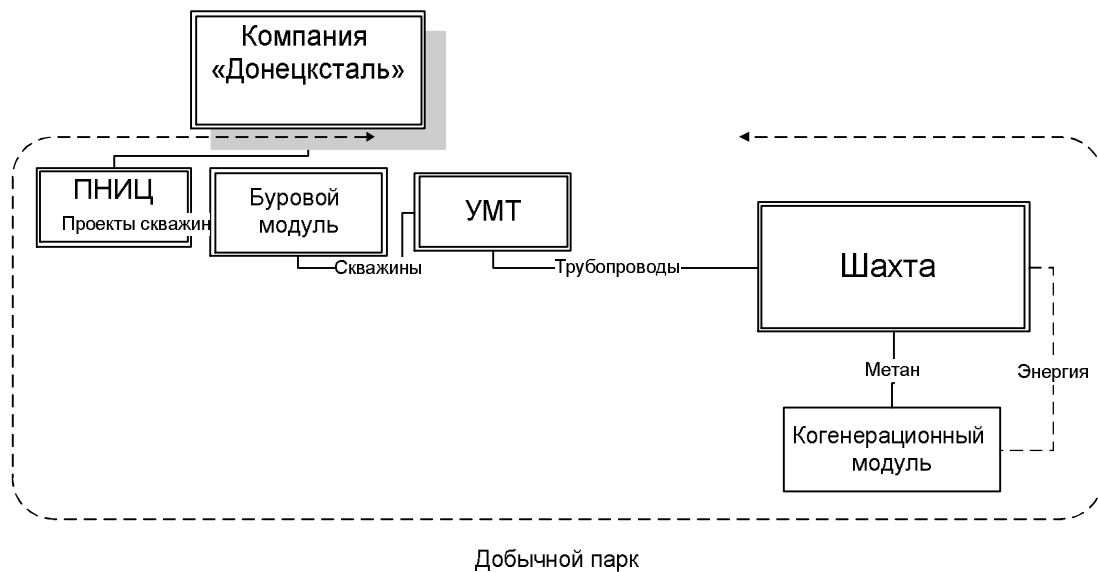 Компания
«Донецксталь»
ПНИЦ
Проекты скважин
Буровой
модуль
УМТ
Скважины
Трубопроводы
Шахта
Метан
Энергия
Когенерационный
модуль
Добычной парк